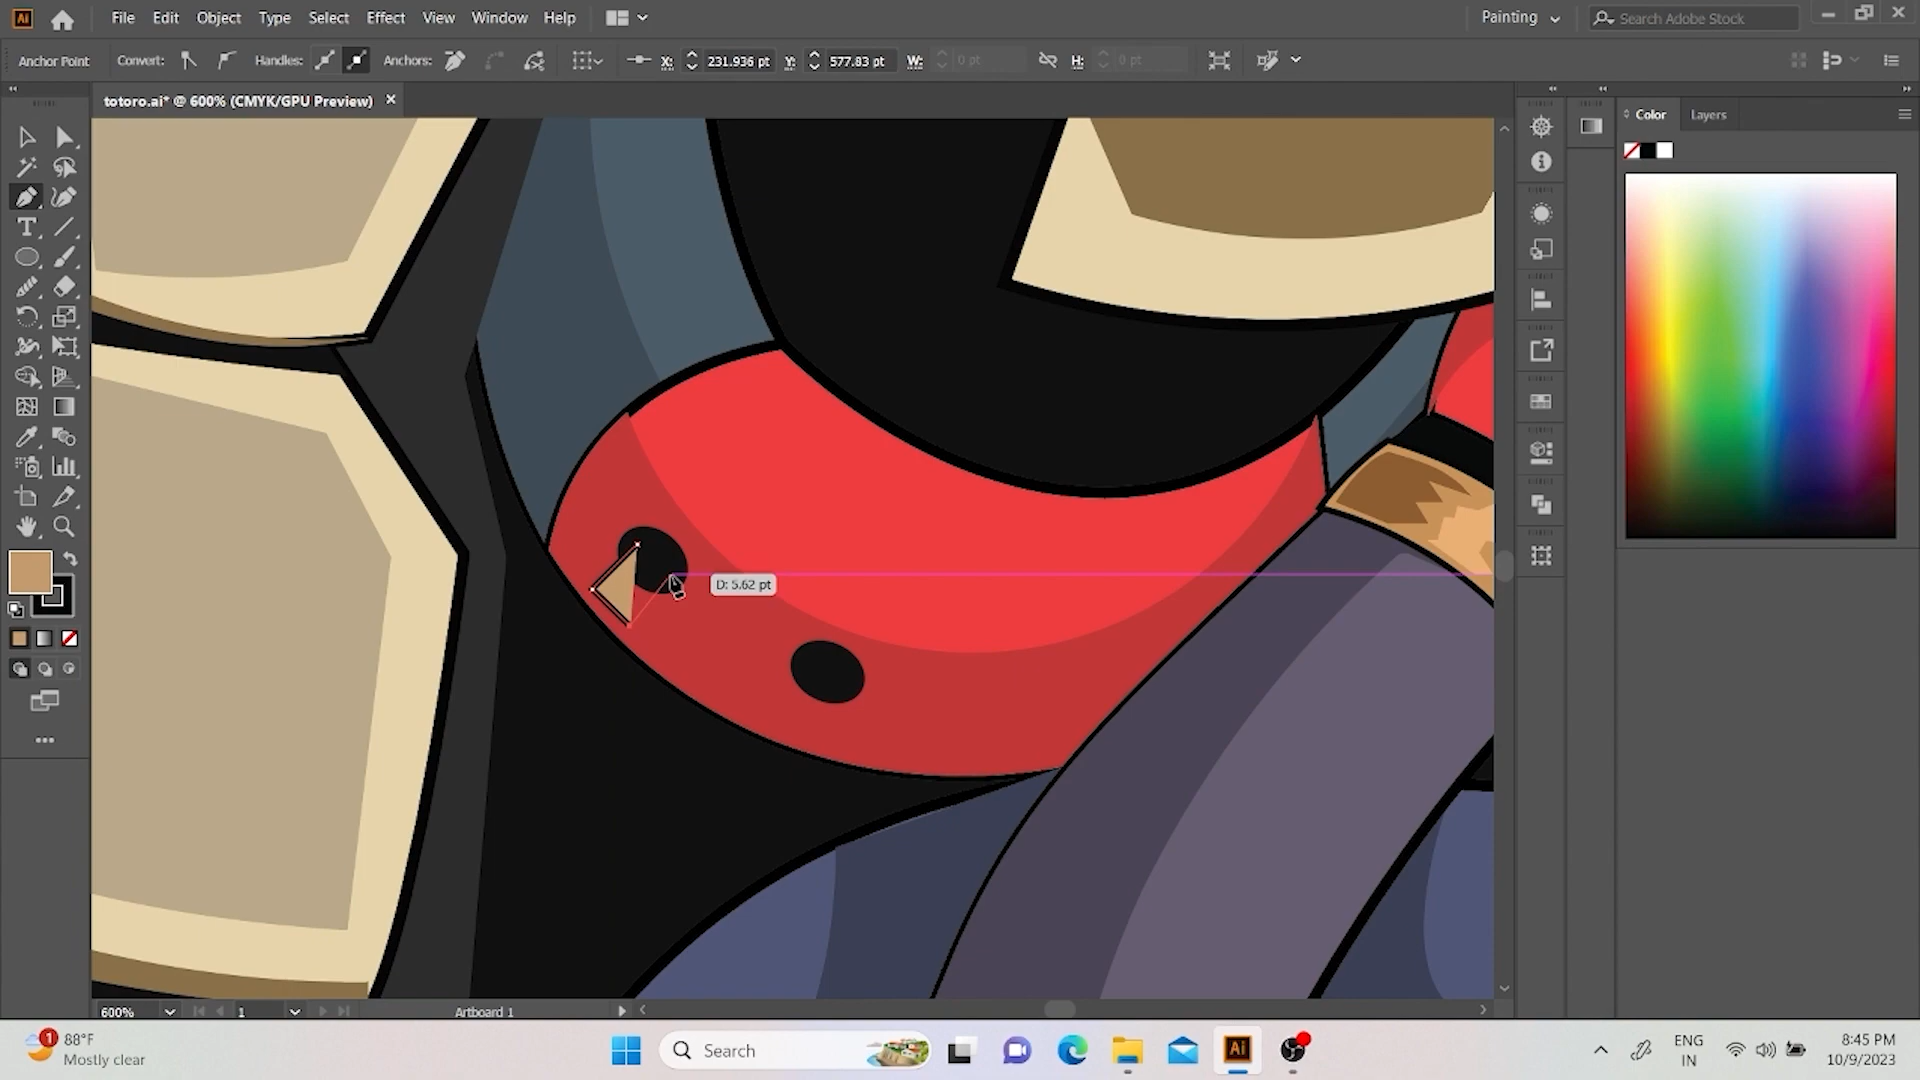 Ai File Edit Object Type Select Effect View Window Help Painting Search Adobe Stock
Anchor Point Convert: Handles: Anchors: X: 231.936 pt Y: 577.83 pt W: 0 pt H: 0 pt
totoro.ai* @ 600% (CMYK/GPU Preview) ×
Color Layers
D: 5.62 pt
600% 1 Artboard 1
1 88°F
Mostly clear
Search
Ai
ENG
IN
8:45 PM
10/9/2023